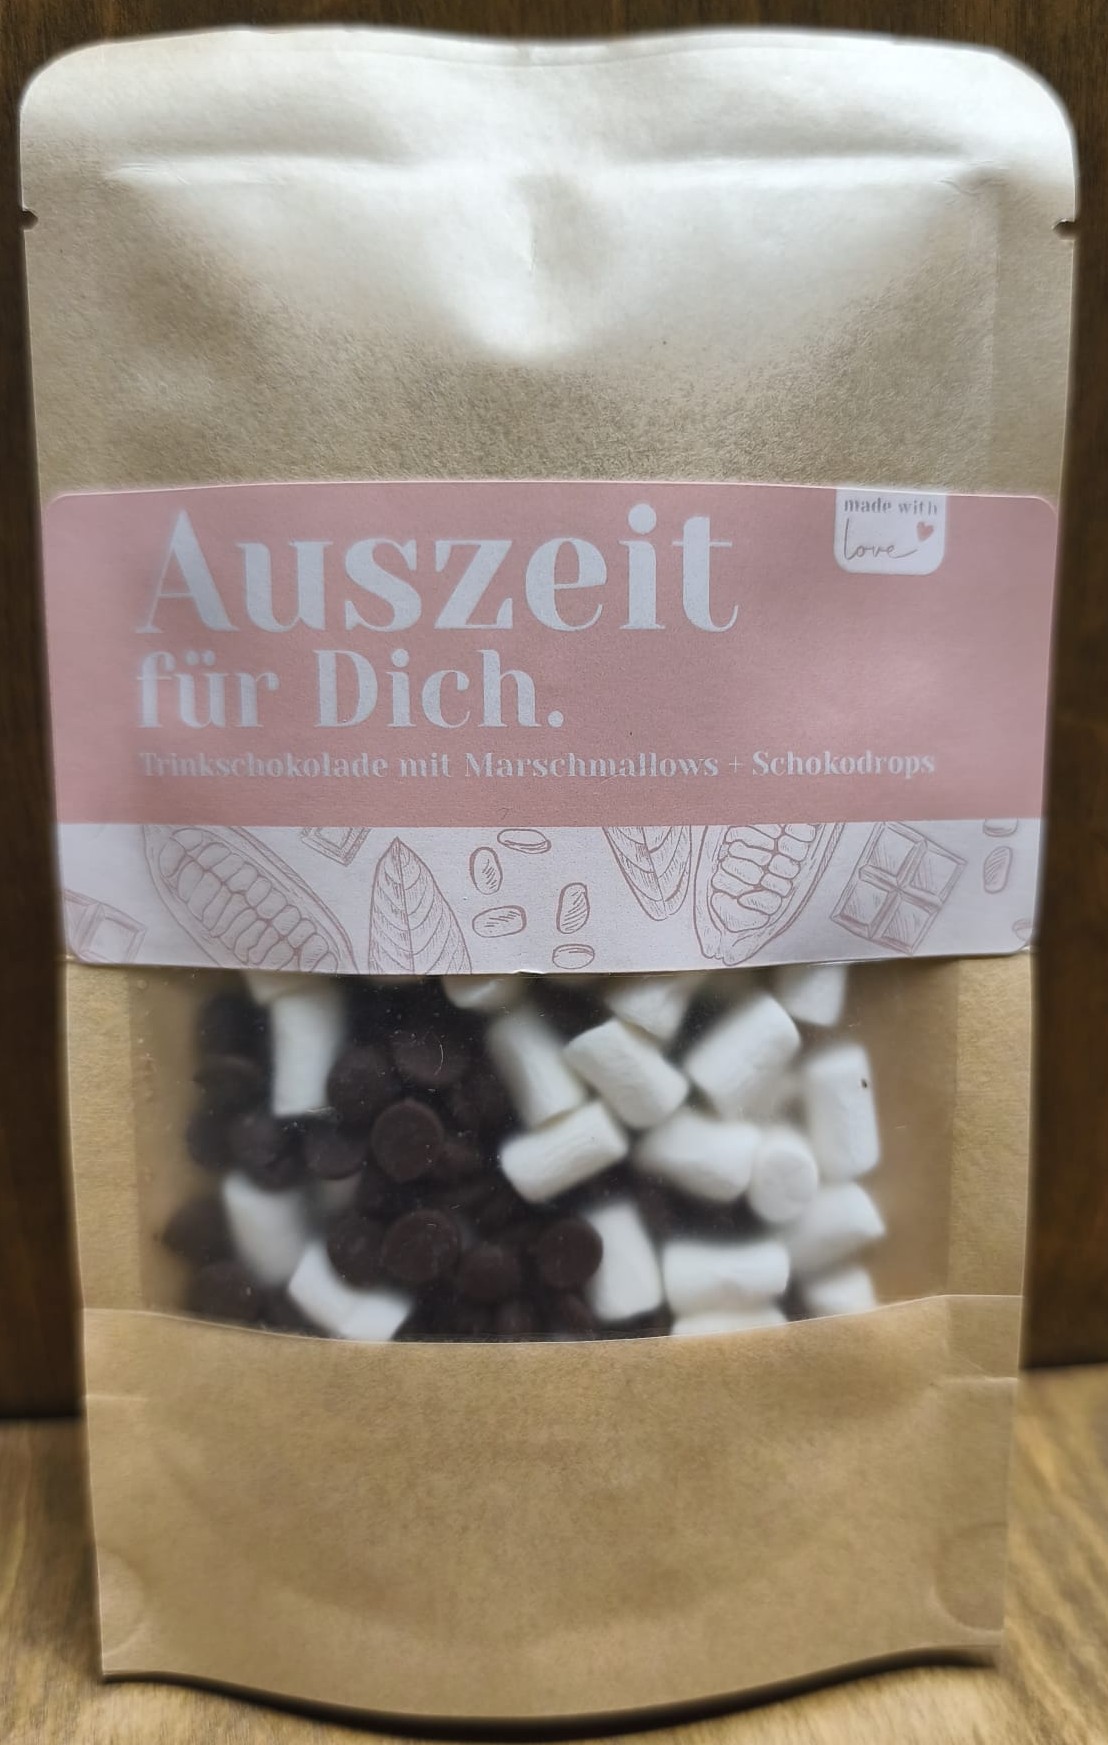 made with
love
Auszeit
für Dich.
Trinkschokolade mit Marschmallows + Schokodrops